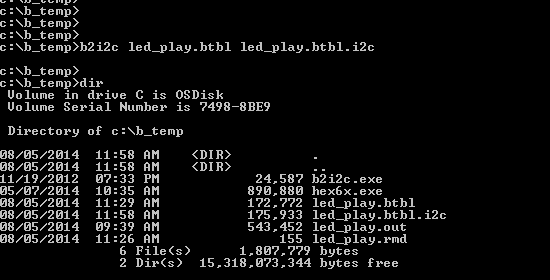 c:\b_temp>
c:\b_temp>
c:\b_temp>
c:\b_temp>
c:\b_temp>b2i2c led_play.btbl led_play.btbl.i2c
c:\b_temp>
c:\b_temp>dir
Volume in drive C is OSDisk
Volume Serial Number is 7498-8BE9
Directory of c:\b_temp
08/05/2014 11:58 AM <DIR> .
08/05/2014 11:58 AM <DIR> ..
11/19/2012 07:33 PM 24,587 b2i2c.exe
05/07/2014 10:35 AM 890,880 hex6x.exe
08/05/2014 11:29 AM 172,772 led_play.btbl
08/05/2014 11:58 AM 175,933 led_play.btbl.i2c
08/05/2014 09:39 AM 543,452 led_play.out
08/05/2014 11:26 AM 155 led_play.rmd
6 File(s) 1,807,779 bytes
2 Dir(s) 15,318,073,344 bytes free